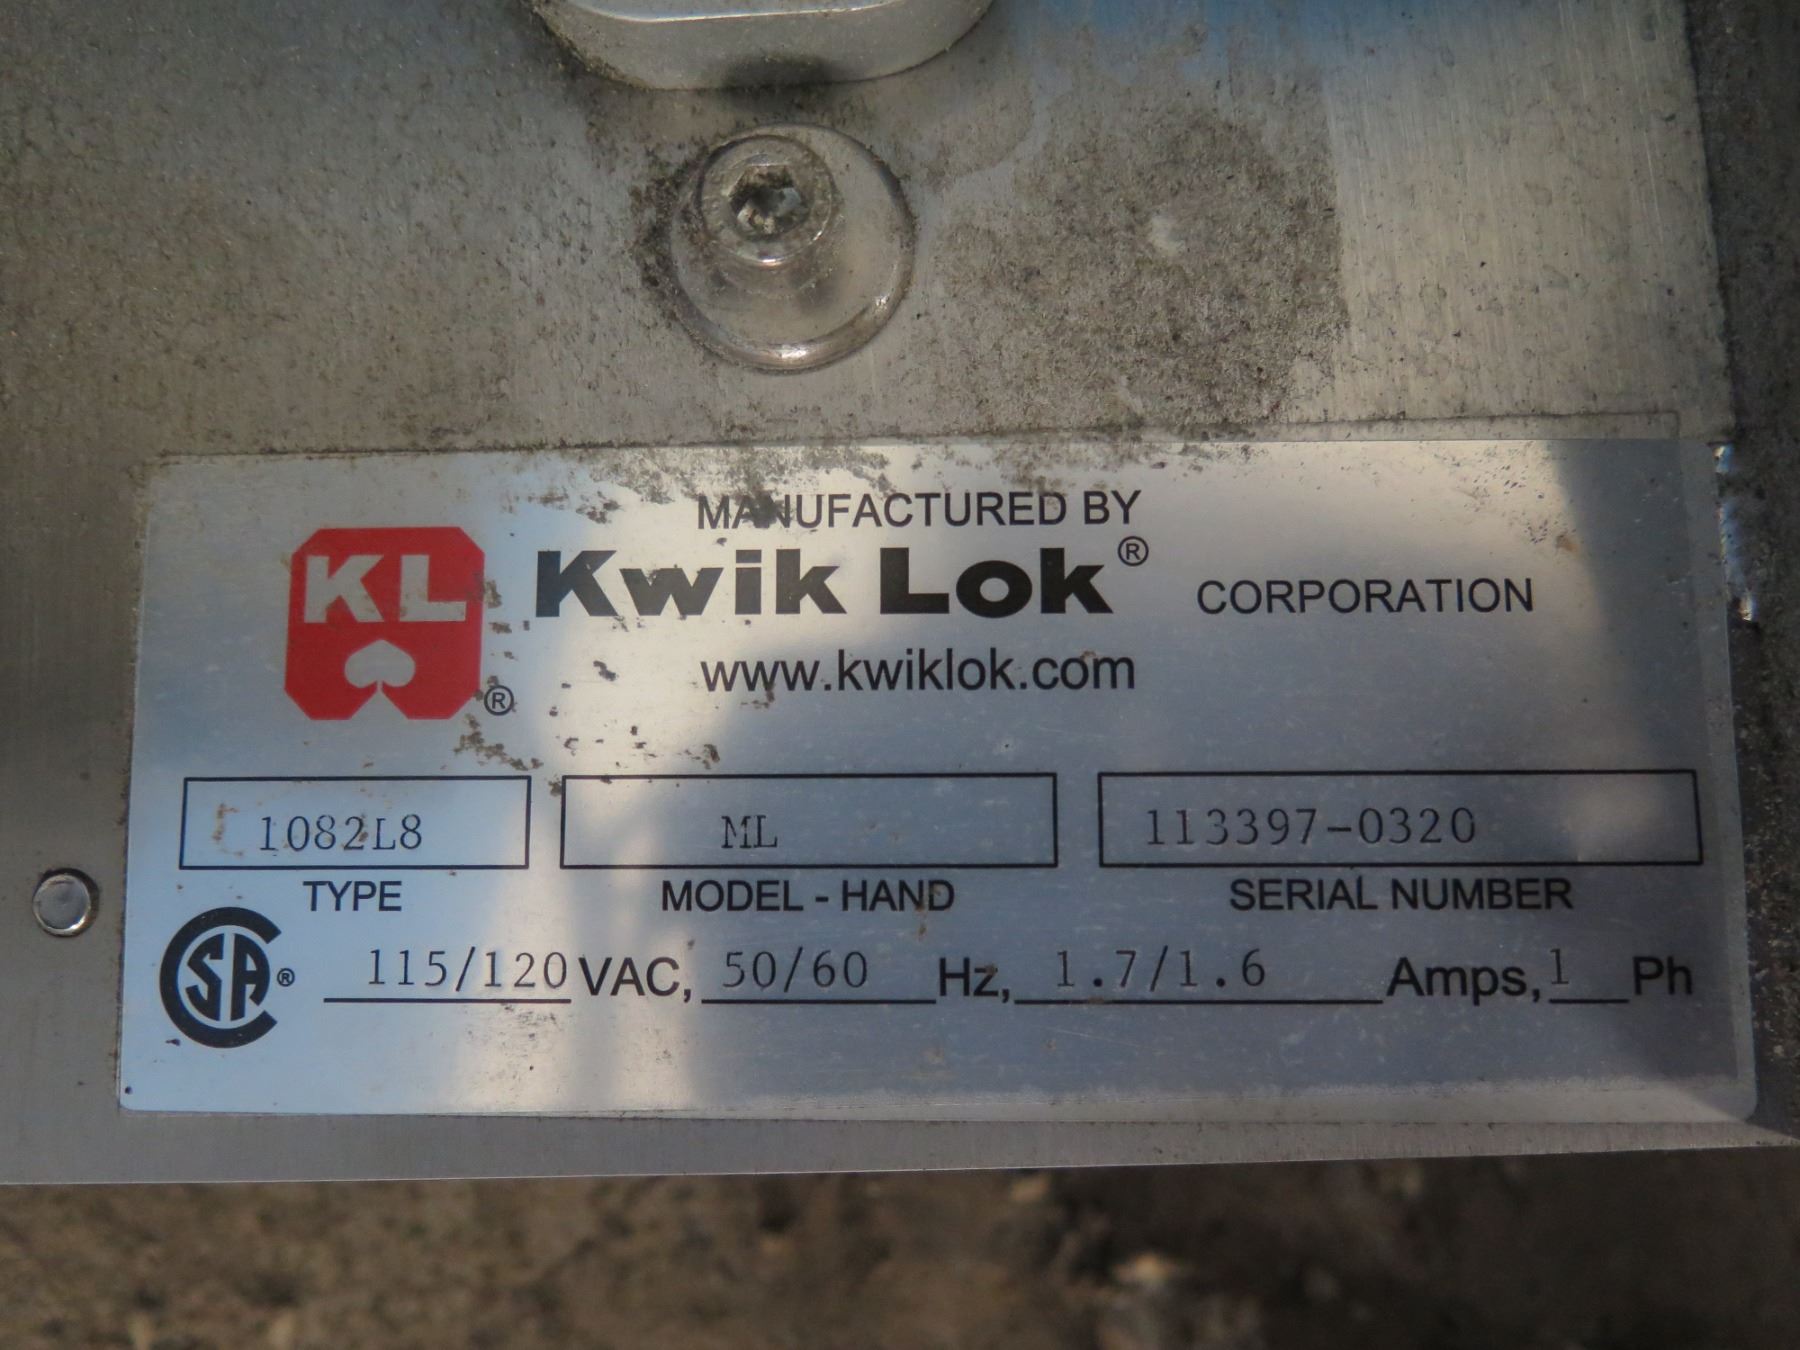 MANUFACTURED BY
KL® Kwik Lok® CORPORATION
www.kwiklok.com
1082L8 ML 113397-0320
TYPE MODEL - HAND SERIAL NUMBER
CSA® 115/120 VAC, 50/60 Hz, 1.7/1.6 Amps, 1 Ph